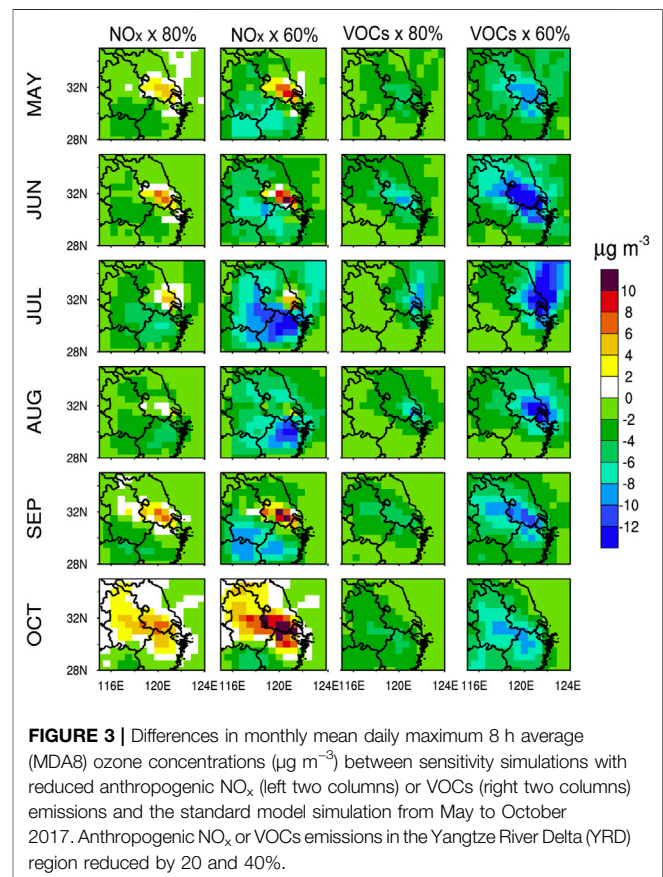 NOx x 80% NOx x 60% VOCs x 80% VOCs x 60%
MAY
32N
28N
JUN
32N
28N
μg m-3
JUL
32N
28N
10
8
6
4
2
0
-2
-4
-6
-8
-10
-12
AUG
32N
28N
SEP
32N
28N
OCT
32N
28N
116E 120E 124E 116E 120E 124E 116E 120E 124E 116E 120E 124E
FIGURE 3 | Differences in monthly mean daily maximum 8 h average
(MDA8) ozone concentrations (μg m−3) between sensitivity simulations with
reduced anthropogenic NOx (left two columns) or VOCs (right two columns)
emissions and the standard model simulation from May to October
2017. Anthropogenic NOx or VOCs emissions in the Yangtze River Delta (YRD)
region reduced by 20 and 40%.